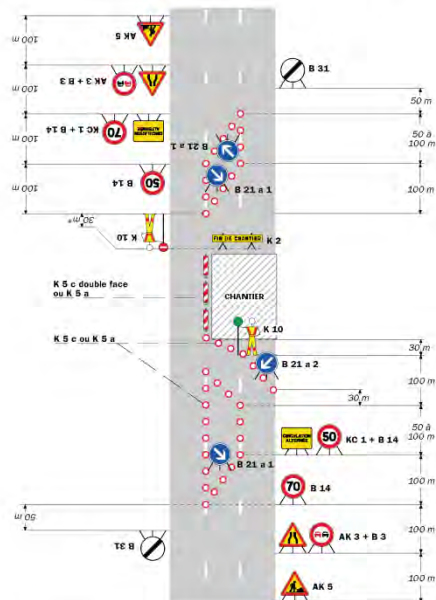 100 m
AK 5
100 m
AK 3 + B 3
B 31
50 m
100 m
KC 1 + B 14
70
CIRCULATION
ALTERNÉE
B 21 a 1
50 à
100 m
100 m
B 14
50
B 21 a 1
100 m
30 m*
K 10
K 2
FIN DE CHANTIER
K 5 c double face
ou K 5 a
CHANTIER
K 10
K 5 c ou K 5 a
30 m
B 21 a 2
100 m
30 m
CIRCULATION
ALTERNÉE
50
KC 1 + B 14
50 à
100 m
B 21 a 1
70
B 14
100 m
50 m
B 31
AK 3 + B 3
100 m
AK 5
100 m